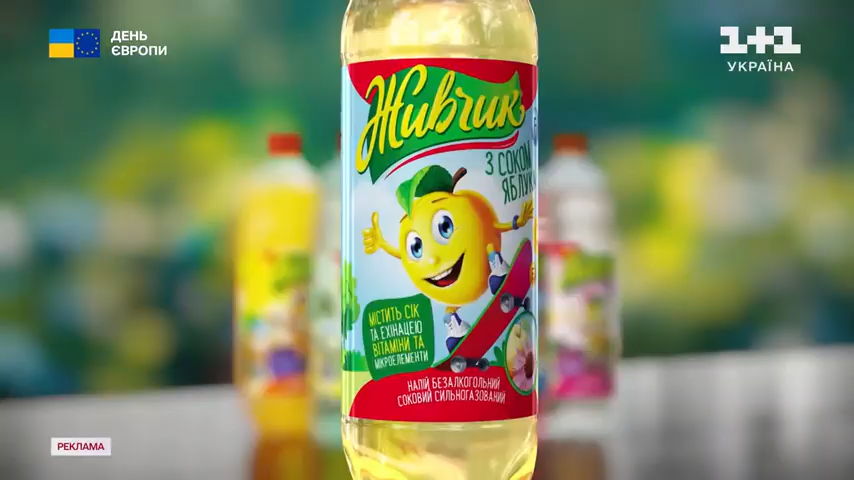 ДЕНЬ
ЄВРОПИ
1+1
УКРАЇНА
Живчик
З СОКОМ
ЯБЛУК
МІСТИТЬ СІК
ТА ЕХІНАЦЕЮ
ВІТАМІНИ ТА
МІКРОЕЛЕМЕНТИ
НАПІЙ БЕЗАЛКОГОЛЬНИЙ
СОКОВИЙ СИЛЬНОГАЗОВАНИЙ
РЕКЛАМА